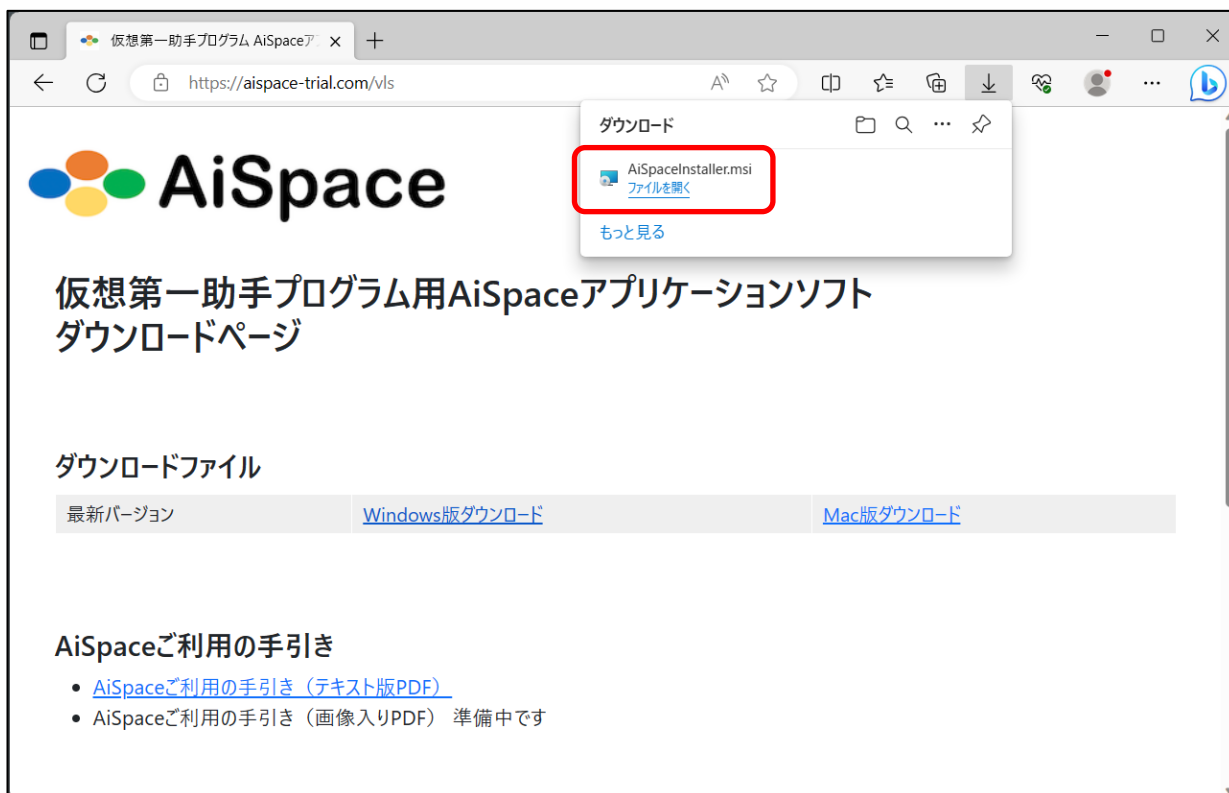 仮想第一助手プログラム AiSpaceア
https://aispace-trial.com/vls
ダウンロード
AiSpaceInstaller.msi
ファイルを開く
もっと見る
AiSpace
仮想第一助手プログラム用AiSpaceアプリケーションソフト
ダウンロードページ
ダウンロードファイル
最新バージョン Windows版ダウンロード Mac版ダウンロード
AiSpaceご利用の手引き
• AiSpaceご利用の手引き（テキスト版PDF）
• AiSpaceご利用の手引き（画像入りPDF） 準備中です